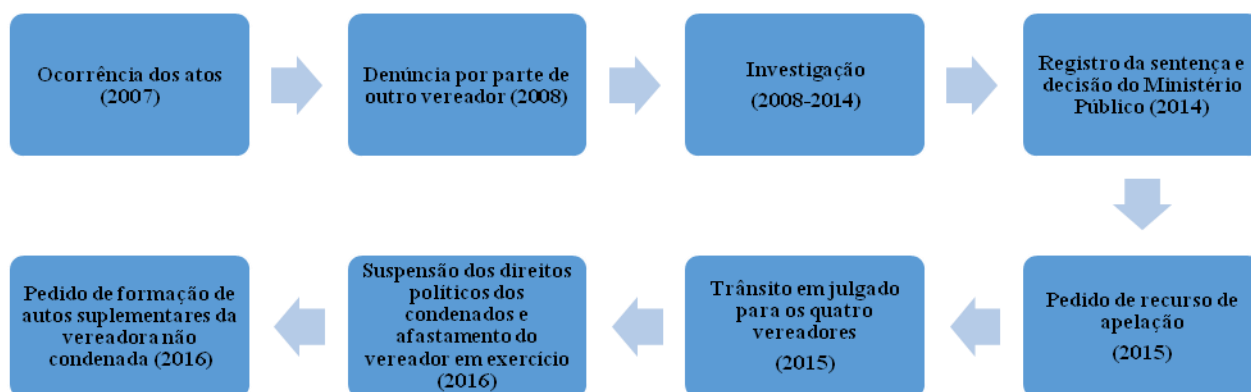 Ocorrência dos atos
(2007)
Denúncia por parte de
outro vereador (2008)
Investigação
(2008-2014)
Registro da sentença e
decisão do Ministério
Público (2014)
Pedido de recurso de
apelação
(2015)
Trânsito em julgado
para os quatro
vereadores
(2015)
Suspensão dos direitos
políticos dos
condenados e
afastamento do
vereador em exercício
(2016)
Pedido de formação de
autos suplementares da
vereadora não
condenada (2016)